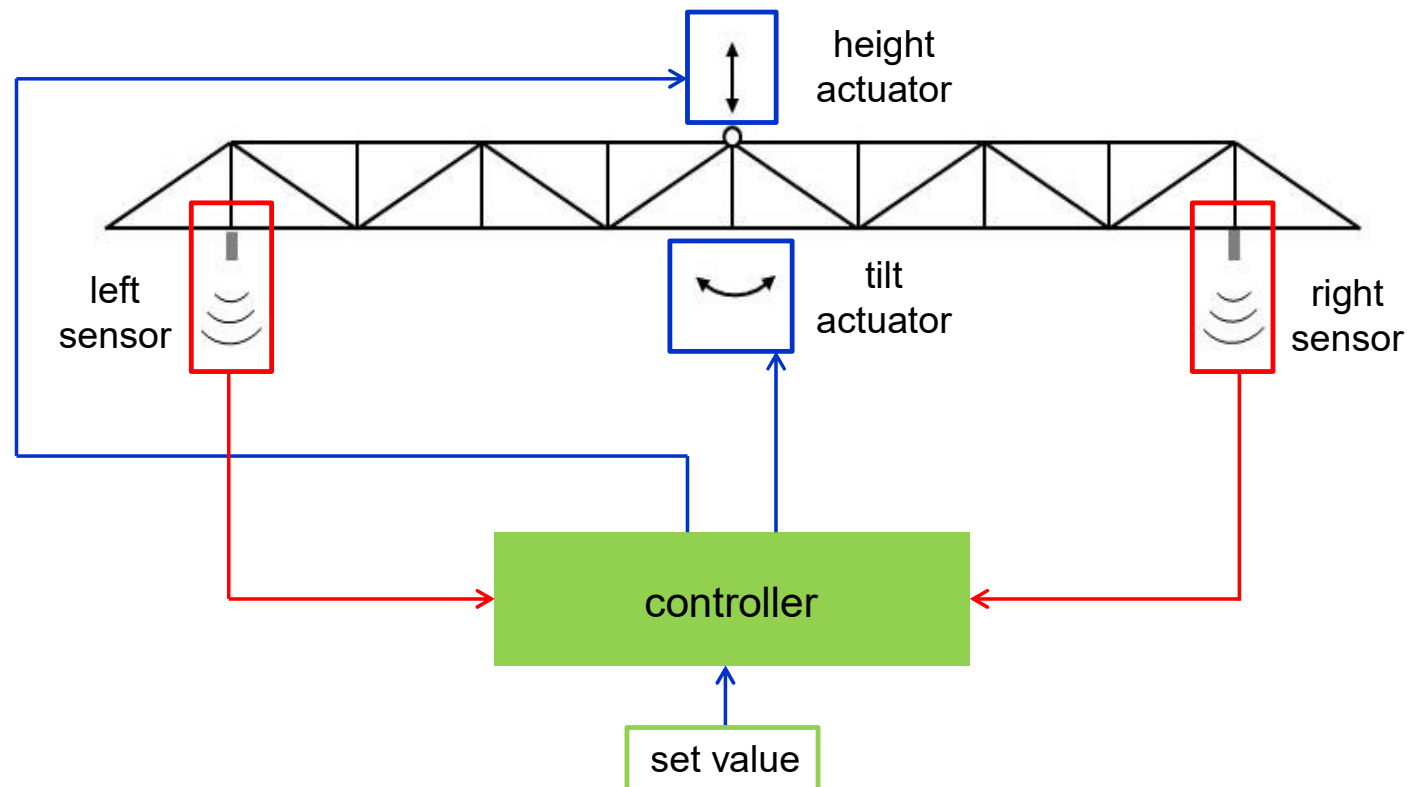 height
actuator
left
sensor
tilt
actuator
right
sensor
controller
set value